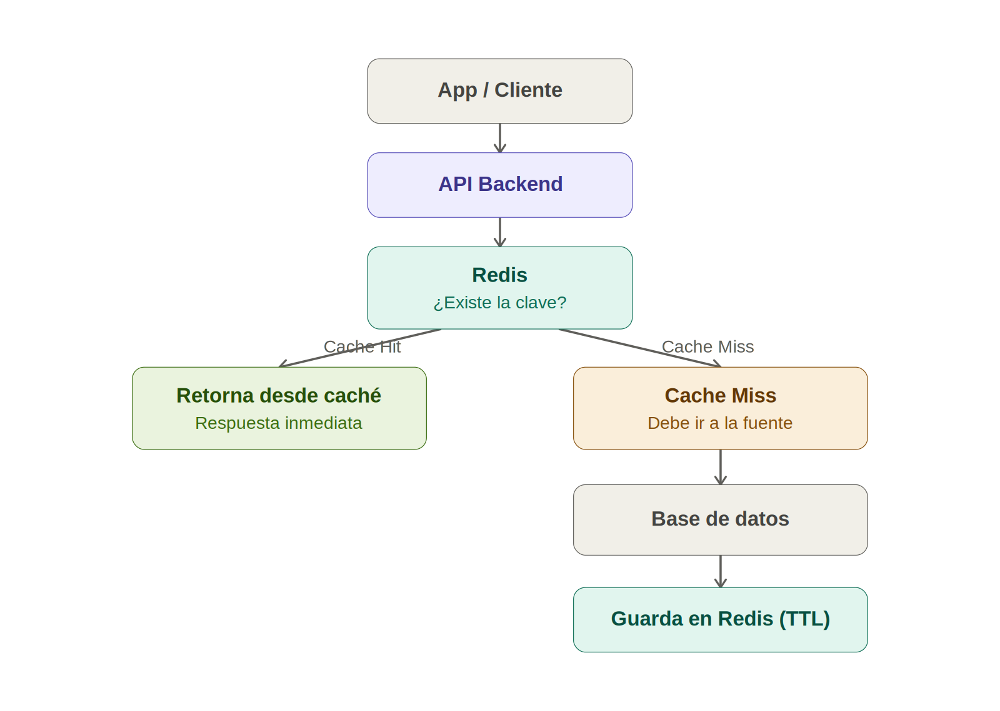 App / Cliente
API Backend
Redis
¿Existe la clave?
Cache Hit
Cache Miss
Retorna desde caché
Respuesta inmediata
Cache Miss
Debe ir a la fuente
Base de datos
Guarda en Redis (TTL)